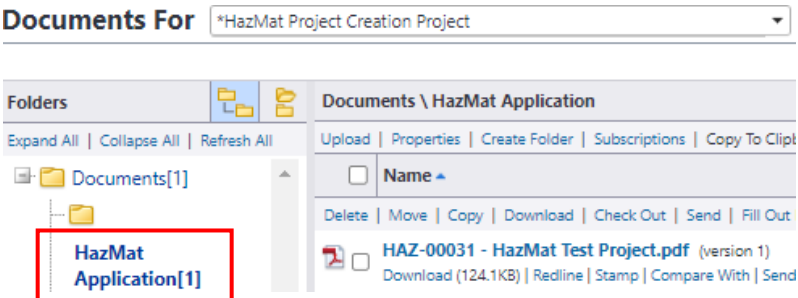 Documents For *HazMat Project Creation Project
Folders
Expand All | Collapse All | Refresh All
Documents[1]
HazMat
Application[1]
Documents \ HazMat Application
Upload | Properties | Create Folder | Subscriptions | Copy To Clipb
Name
Delete | Move | Copy | Download | Check Out | Send | Fill Out
HAZ-00031 - HazMat Test Project.pdf (version 1)
Download (124.1KB) | Redline | Stamp | Compare With | Send